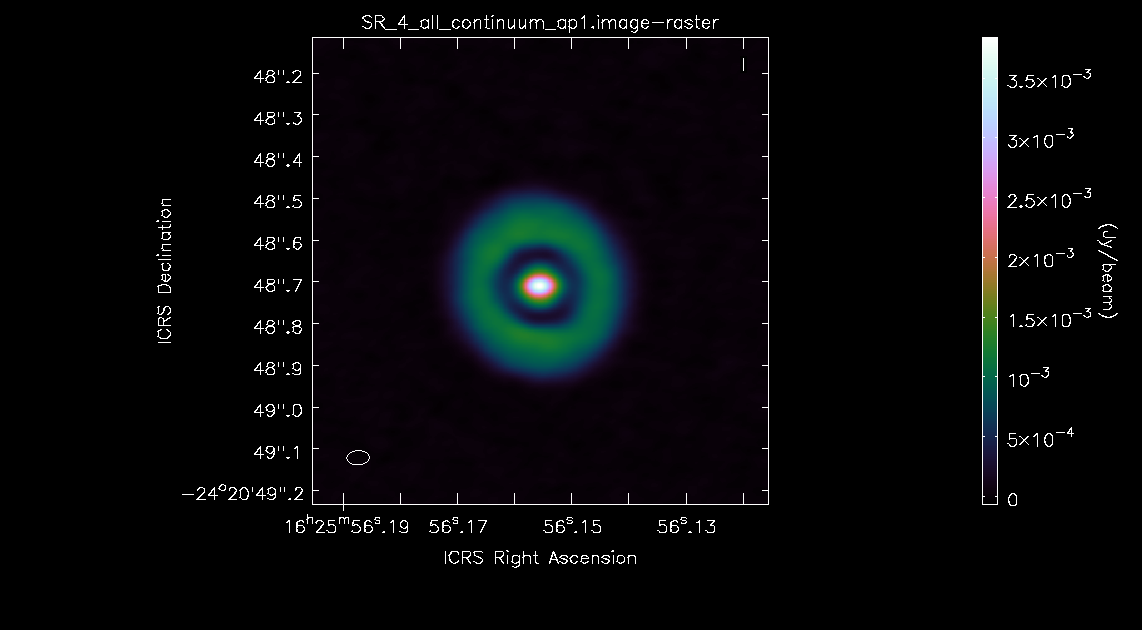 SR_4_all_continuum_ap1.image-raster
48".2
48".3
48".4
48".5
48".6
48".7
48".8
48".9
49".0
49".1
-24°20'49".2
ICRS Declination
16ʰ25ᵐ56ˢ.19
56ˢ.17
56ˢ.15
56ˢ.13
ICRS Right Ascension
3.5×10⁻³
3×10⁻³
2.5×10⁻³
2×10⁻³
1.5×10⁻³
10⁻³
5×10⁻⁴
0
(Jy/beam)